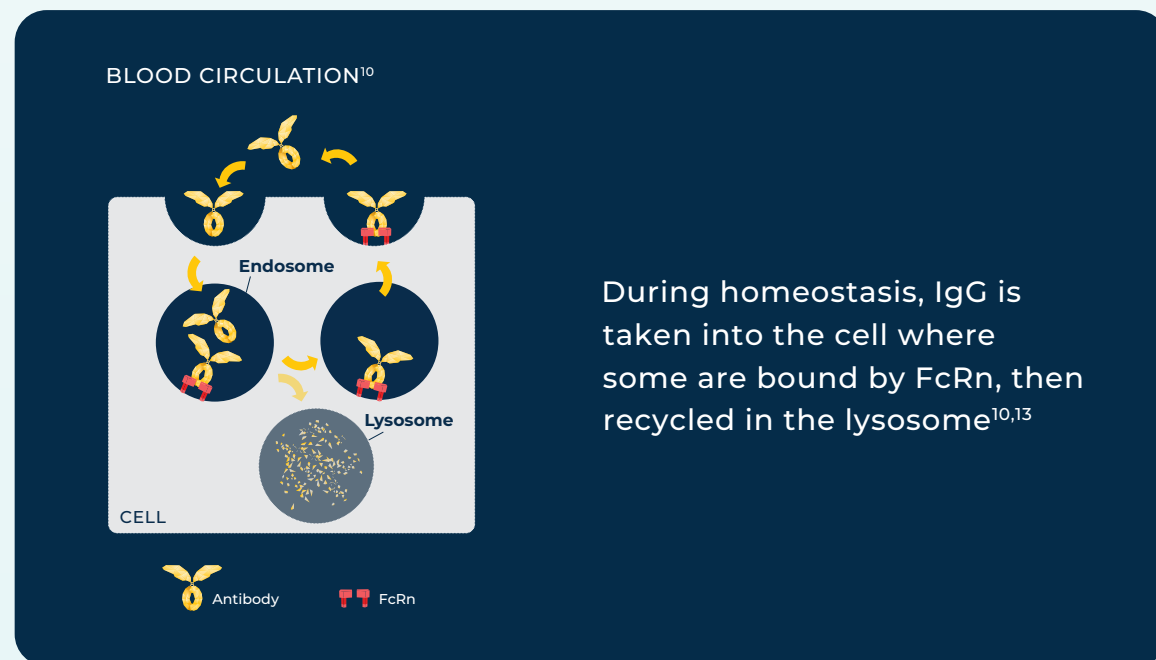 BLOOD CIRCULATION¹⁰
Endosome
Lysosome
CELL
Antibody
FcRn
During homeostasis, IgG is
taken into the cell where
some are bound by FcRn, then
recycled in the lysosome¹⁰,¹³